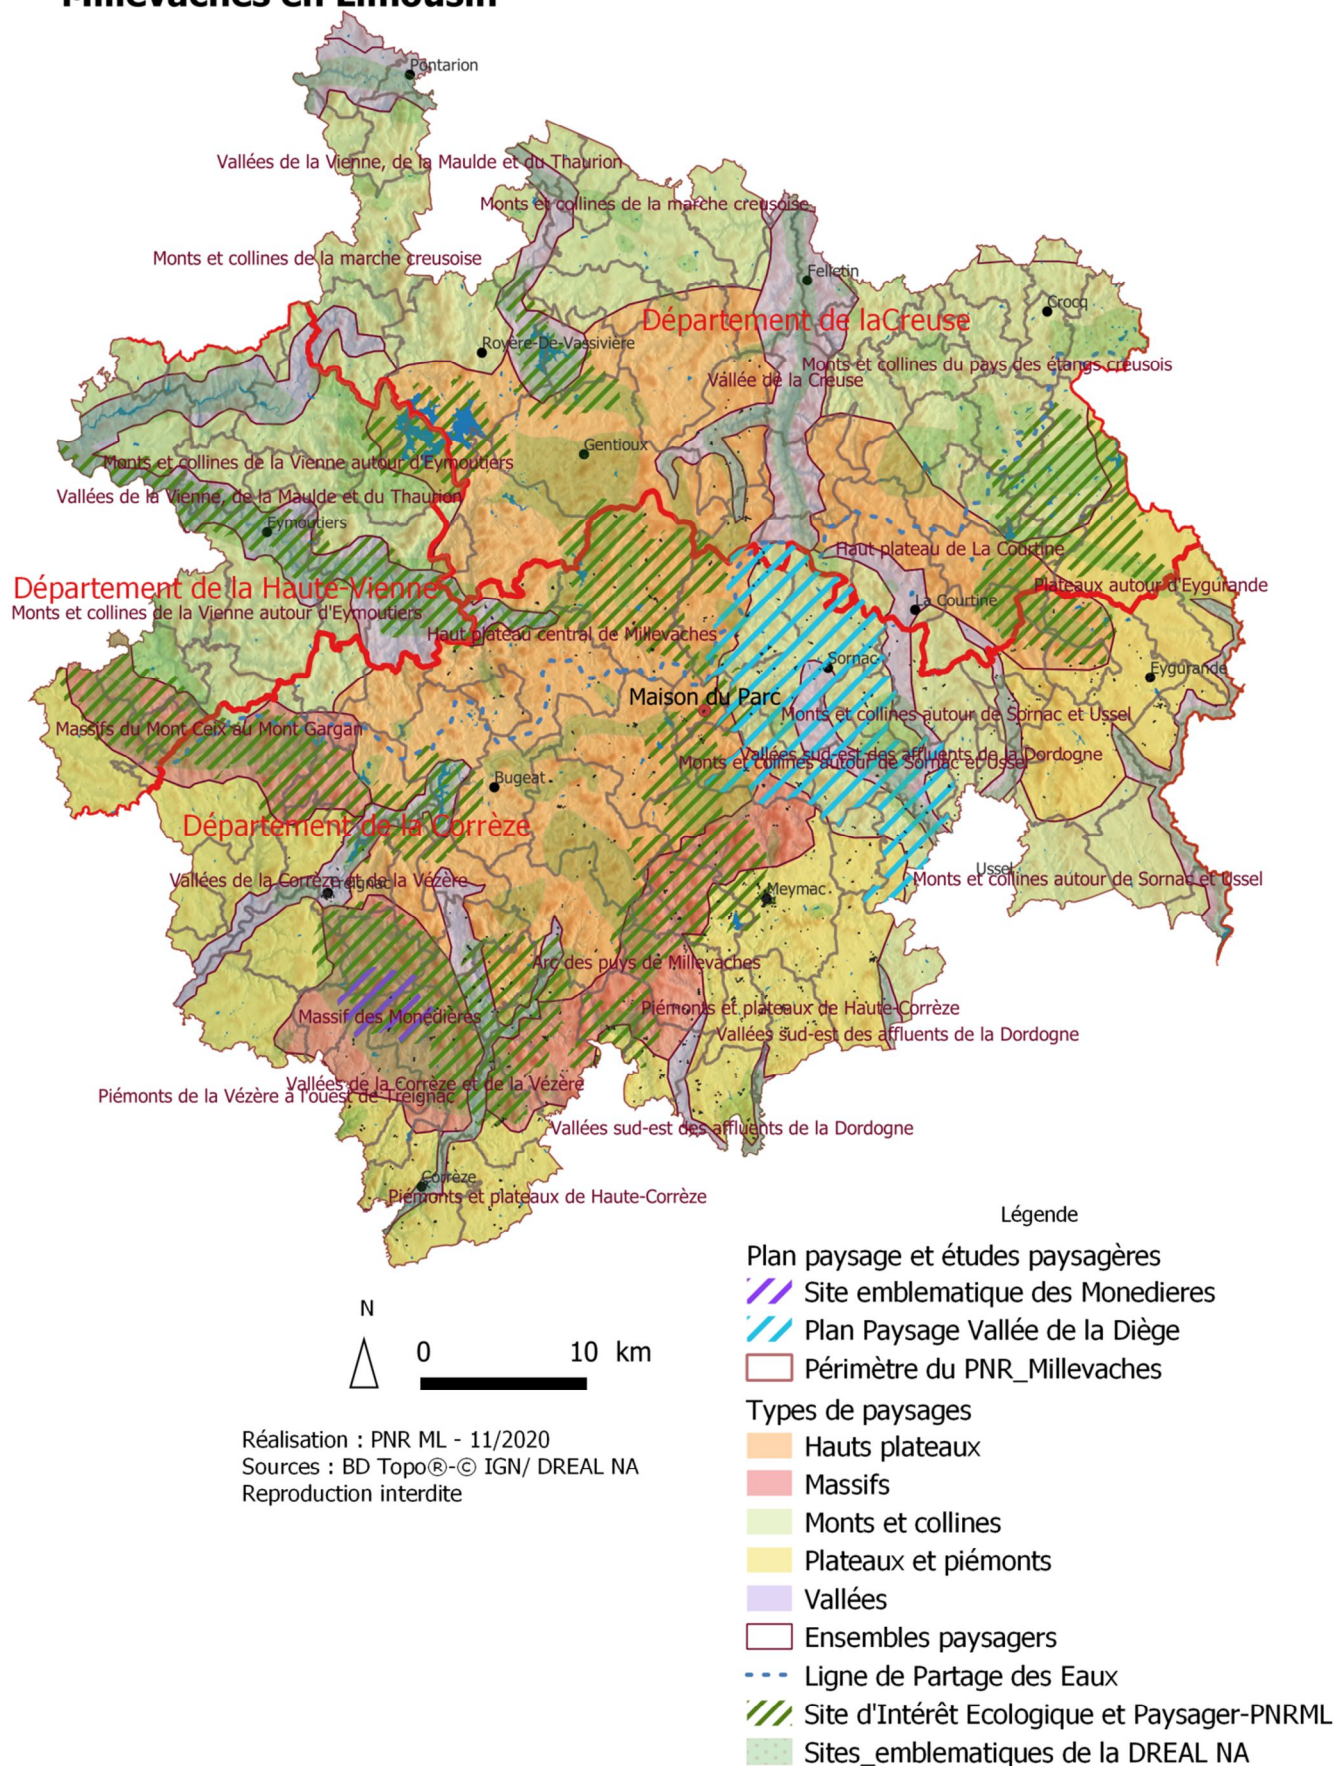 Millevaches en Limousin
Pontarion
Vallées de la Vienne, de la Maulde et du Thaurion
Monts et collines de la marche creusoise
Monts et collines de la marche creusoise
Felletin
Crocq
Département de laCreuse
Royère-De-Vassivière
Monts et collines du pays des étangs creusois
Vallée de la Creuse
Gentioux
Monts et collines de la Vienne autour d'Eymoutiers
Vallées de la Vienne, de la Maulde et du Thaurion
Eymoutiers
Haut plateau de La Courtine
Département de la Haute-Vienne
Plateaux autour d'Eygurande
La Courtine
Monts et collines de la Vienne autour d'Eymoutiers
Haut plateau central de Millevaches
Sornac
Eygurande
Maison du Parc
Monts et collines autour de Sornac et Ussel
Massifs du Mont Ceix au Mont Gargan
Vallées sud-est des affluents de la Dordogne
Monts et collines autour de Sornac et Ussel
Bugeat
Département de la Corrèze
Ussel
Vallées de la Corrèze et de la Vézère
Treignac
Monts et collines autour de Sornac et Ussel
Meymac
Arc des puys de Millevaches
Piémonts et plateaux de Haute-Corrèze
Massif des Monédières
Vallées sud-est des affluents de la Dordogne
Vallées de la Corrèze et de la Vézère
Piémonts de la Vézère à l'ouest de Treignac
Vallées sud-est des affluents de la Dordogne
Corrèze
Piémonts et plateaux de Haute-Corrèze
Légende
Plan paysage et études paysagères
Site emblematique des Monedieres
Plan Paysage Vallée de la Diège
Périmètre du PNR_Millevaches
Types de paysages
Hauts plateaux
Massifs
Monts et collines
Plateaux et piémonts
Vallées
Ensembles paysagers
Ligne de Partage des Eaux
Site d'Intérêt Ecologique et Paysager-PNRML
Sites_emblematiques de la DREAL NA
N
0 10 km
Réalisation : PNR ML - 11/2020
Sources : BD Topo®-© IGN/ DREAL NA
Reproduction interdite